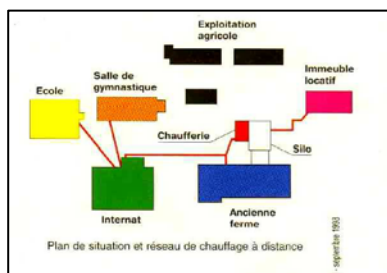 Exploitation
agricole
Salle de
gymnastique
Immeuble
locatif
Ecole
Chaufferie
Silo
Internat
Ancienne
ferme
Plan de situation et réseau de chauffage à distance
- septembre 1998